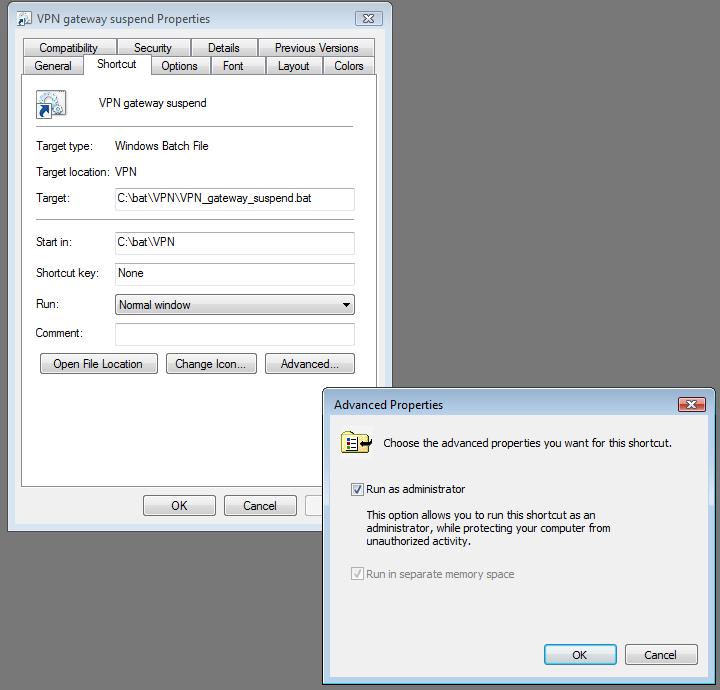 VPN gateway suspend Properties
Compatibility Security Details Previous Versions
General Shortcut Options Font Layout Colors
VPN gateway suspend
Target type: Windows Batch File
Target location: VPN
Target: C:\bat\VPN\VPN_gateway_suspend.bat
Start in: C:\bat\VPN
Shortcut key: None
Run: Normal window
Comment:
Open File Location Change Icon... Advanced...
OK Cancel
Advanced Properties
Choose the advanced properties you want for this shortcut.
Run as administrator
This option allows you to run this shortcut as an
administrator, while protecting your computer from
unauthorized activity.
Run in separate memory space
OK Cancel